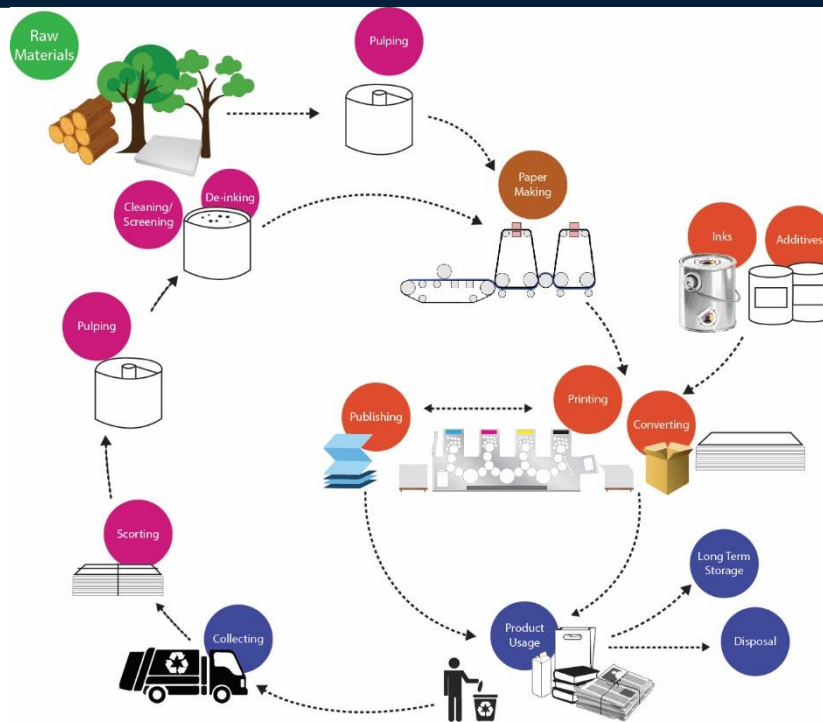 Raw
Materials
Pulping
Cleaning/
Screening
De-inking
Paper
Making
Inks
Additives
Pulping
Publishing
Printing
Converting
Scorting
Collecting
Product
Usage
Long Term
Storage
Disposal